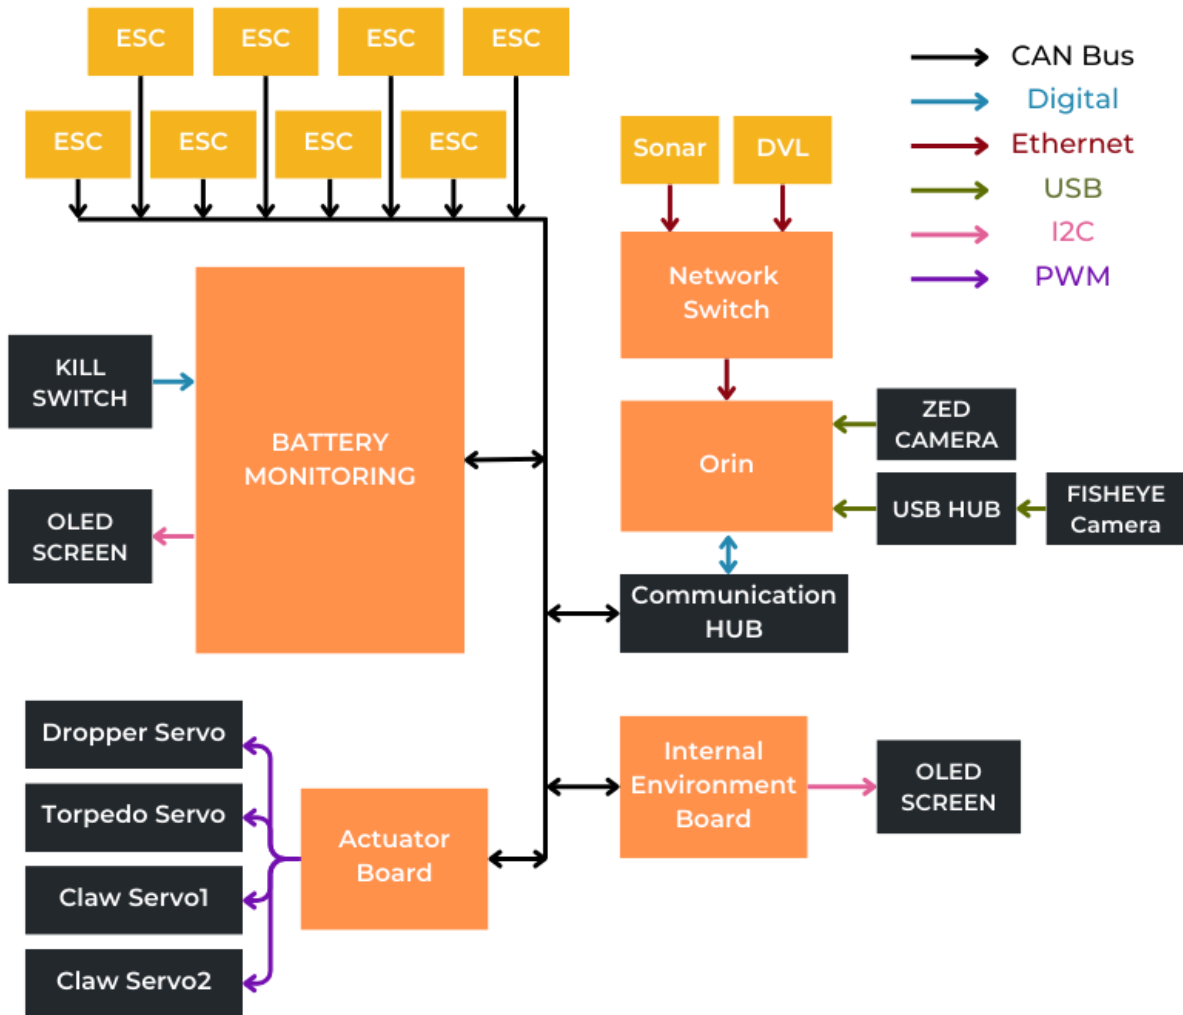 ESC
ESC
ESC
ESC
ESC
ESC
ESC
ESC
Sonar
DVL
CAN Bus
Digital
Ethernet
USB
I2C
PWM
Network
Switch
KILL
SWITCH
BATTERY
MONITORING
OLED
SCREEN
Orin
ZED
CAMERA
USB HUB
FISHEYE
Camera
Communication
HUB
Dropper Servo
Torpedo Servo
Claw Servo1
Claw Servo2
Actuator
Board
Internal
Environment
Board
OLED
SCREEN